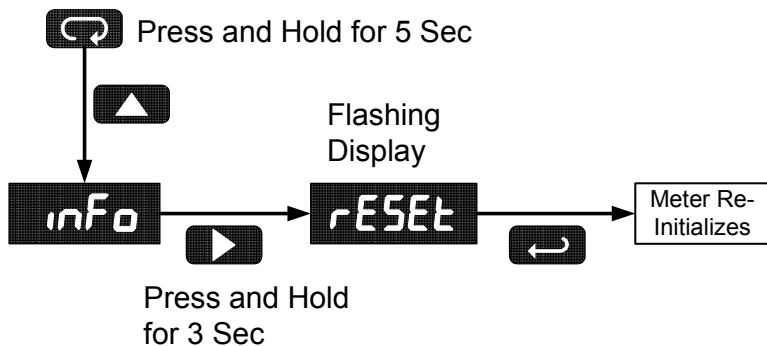 Press and Hold for 5 Sec
Flashing
Display
inFo
rESEt
Meter Re-
Initializes
Press and Hold
for 3 Sec